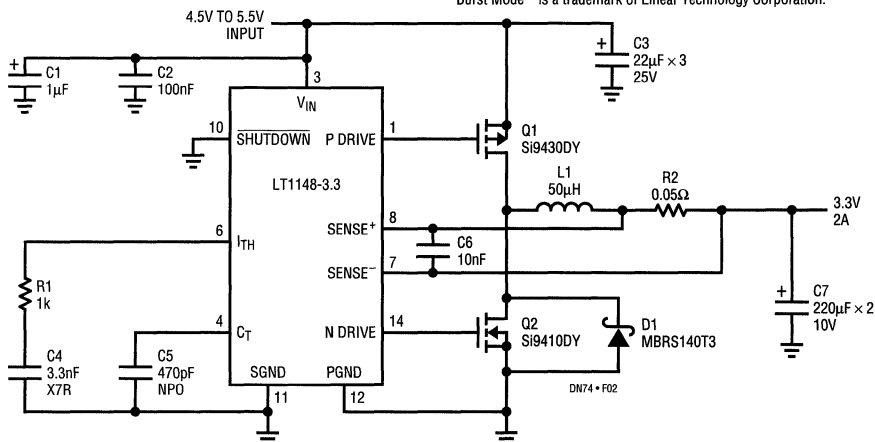 Burst Mode™ is a trademark of Linear Technology Corporation.
4.5V TO 5.5V
INPUT
+
C1
1µF
C2
100nF
3
+
C3
22µF × 3
25V
VIN
10
SHUTDOWN
P DRIVE
1
Q1
Si9430DY
LT1148-3.3
L1
50µH
R2
0.05Ω
3.3V
2A
SENSE+
8
6
ITH
C6
10nF
SENSE–
7
R1
1k
+
C7
220µF × 2
10V
4
CT
N DRIVE
14
Q2
Si9410DY
D1
MBRS140T3
C4
3.3nF
X7R
C5
470pF
NPO
SGND
PGND
11
12
DN74 • F02